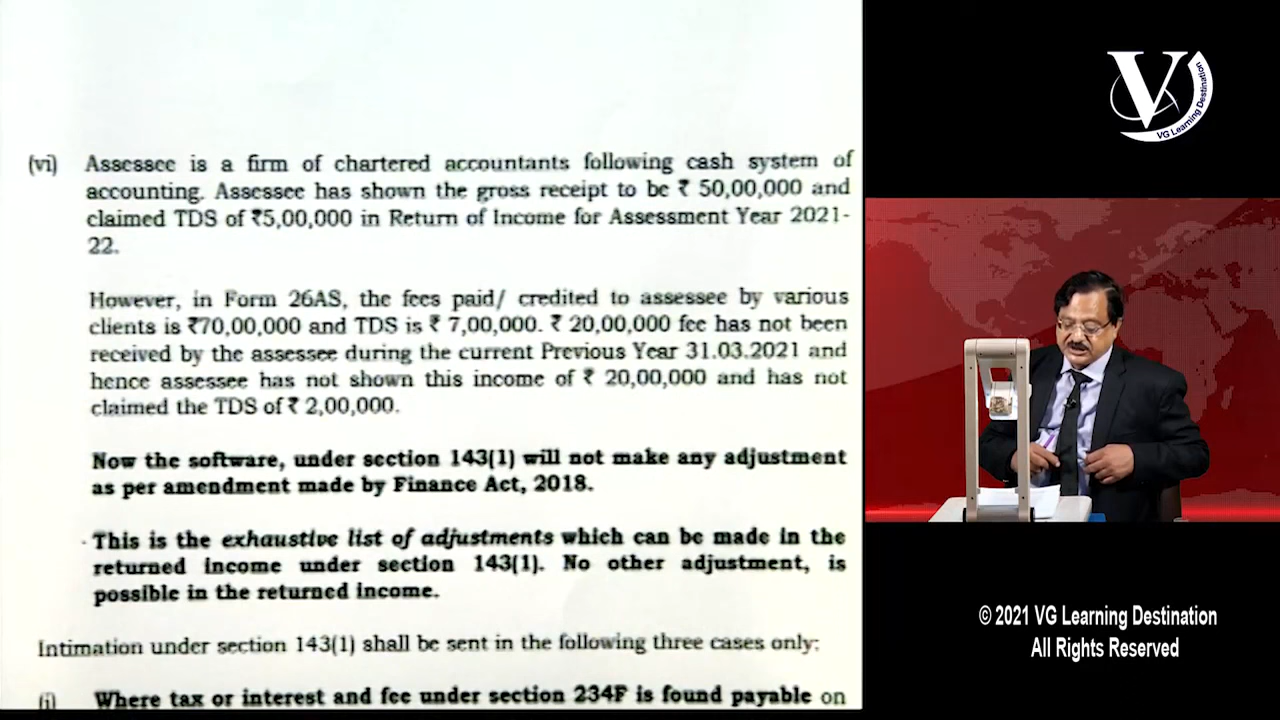 (vi) Assessee is a firm of chartered accountants following cash system of
accounting. Assessee has shown the gross receipt to be ₹ 50,00,000 and
claimed TDS of ₹5,00,000 in Return of Income for Assessment Year 2021-
22.
However, in Form 26AS, the fees paid/ credited to assessee by various
clients is ₹70,00,000 and TDS is ₹ 7,00,000. ₹ 20,00,000 fee has not been
received by the assessee during the current Previous Year 31.03.2021 and
hence assessee has not shown this income of ₹ 20,00,000 and has not
claimed the TDS of ₹ 2,00,000.
Now the software, under section 143(1) will not make any adjustment
as per amendment made by Finance Act, 2018.
This is the exhaustive list of adjustments which can be made in the
returned income under section 143(1). No other adjustment, is
possible in the returned income.
Intimation under section 143(1) shall be sent in the following three cases only:
(i) Where tax or interest and fee under section 234F is found payable on
V
VG Learning Destination
© 2021 VG Learning Destination
All Rights Reserved